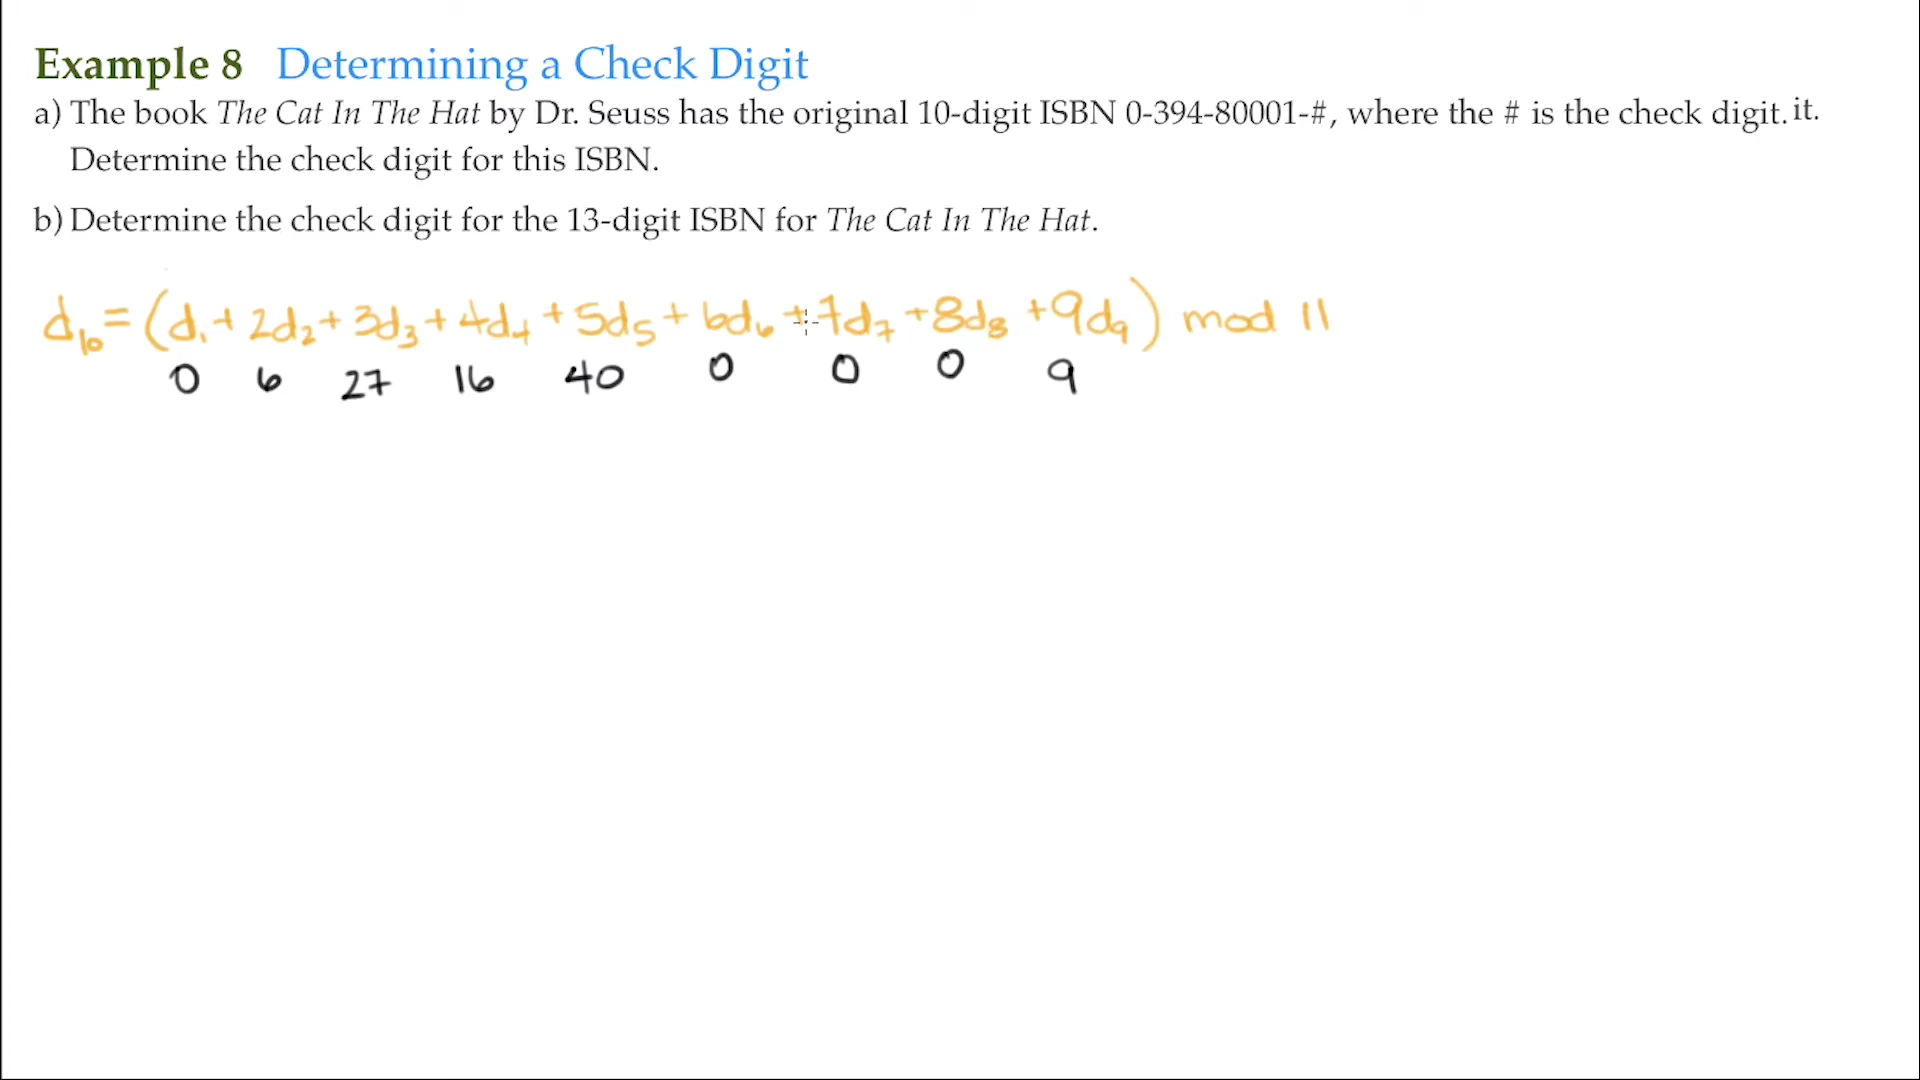 Example 8 Determining a Check Digit
a) The book The Cat In The Hat by Dr. Seuss has the original 10-digit ISBN 0-394-80001-#, where the # is the check digit. it.
Determine the check digit for this ISBN.
b) Determine the check digit for the 13-digit ISBN for The Cat In The Hat.
d₁₀ = (d₁ + 2d₂ + 3d₃ + 4d₄ + 5d₅ + 6d₆ + 7d₇ + 8d₈ + 9d₉) mod 11
0 6 27 16 40 0 0 0 9